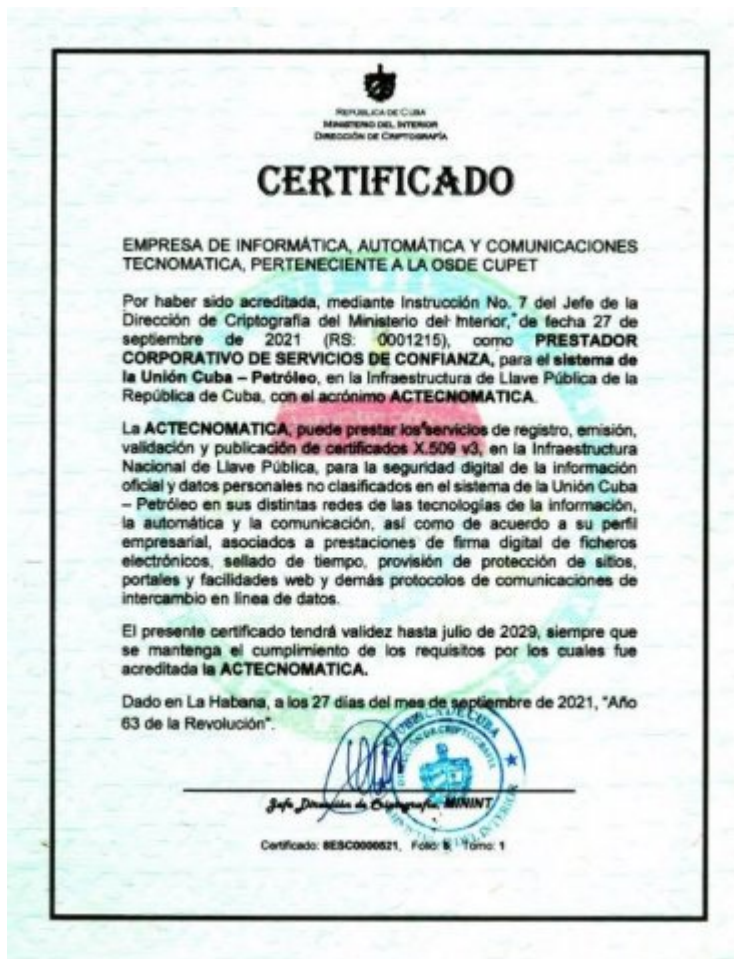 REPÚBLICA DE CUBA
MINISTERIO DEL INTERIOR
DIRECCIÓN DE CRIPTOGRAFÍA
CERTIFICADO
EMPRESA DE INFORMÁTICA, AUTOMÁTICA Y COMUNICACIONES
TECNOMATICA, PERTENECIENTE A LA OSDE CUPET
Por haber sido acreditada, mediante Instrucción No. 7 del Jefe de la
Dirección de Criptografía del Ministerio del Interior, de fecha 27 de
septiembre de 2021 (RS: 0001215), como PRESTADOR
CORPORATIVO DE SERVICIOS DE CONFIANZA, para el sistema de
la Unión Cuba – Petróleo, en la Infraestructura de Llave Pública de la
República de Cuba, con el acrónimo ACTECNOMATICA.
La ACTECNOMATICA, puede prestar los servicios de registro, emisión,
validación y publicación de certificados X.509 v3, en la Infraestructura
Nacional de Llave Pública, para la seguridad digital de la información
oficial y datos personales no clasificados en el sistema de la Unión Cuba
– Petróleo en sus distintas redes de las tecnologías de la información,
la automática y la comunicación, así como de acuerdo a su perfil
empresarial, asociados a prestaciones de firma digital de ficheros
electrónicos, sellado de tiempo, provisión de protección de sitios,
portales y facilidades web y demás protocolos de comunicaciones de
intercambio en línea de datos.
El presente certificado tendrá validez hasta julio de 2029, siempre que
se mantenga el cumplimiento de los requisitos por los cuales fue
acreditada la ACTECNOMATICA.
Dado en La Habana, a los 27 días del mes de septiembre de 2021, "Año
63 de la Revolución".
Jefe Dirección de Criptografía, MININT
Certificado: 8ESC0000521, Folio: 8, Tomo: 1